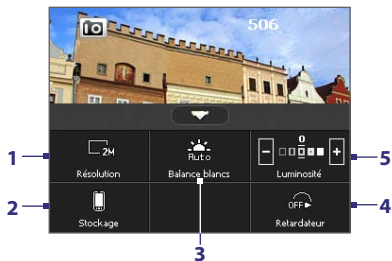 506
0
1 2M Auto - + 5
Résolution Balance blancs Luminosité
2 OFF 4
Stockage Retardateur
3